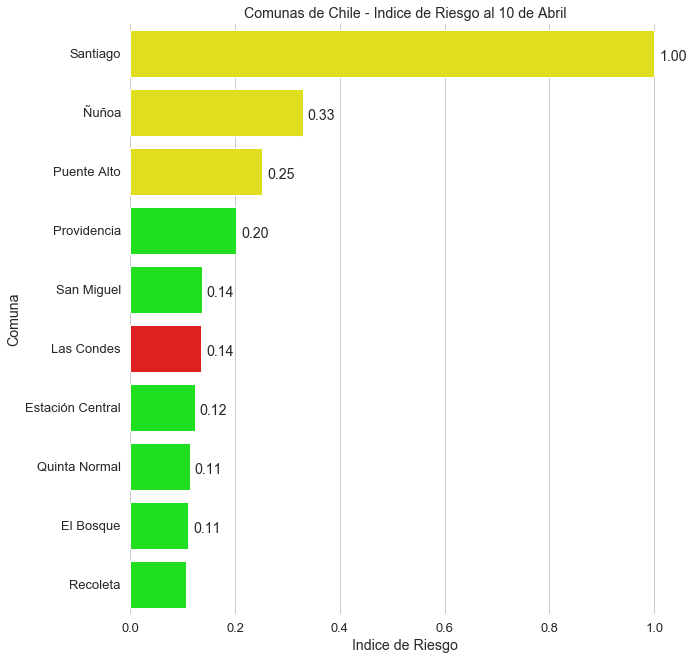 Comunas de Chile - Indice de Riesgo al 10 de Abril
Santiago
1.00
Ñuñoa
0.33
Puente Alto
0.25
Providencia
0.20
San Miguel
0.14
Las Condes
0.14
Estación Central
0.12
Quinta Normal
0.11
El Bosque
0.11
Recoleta
Comuna
0.0 0.2 0.4 0.6 0.8 1.0
Indice de Riesgo